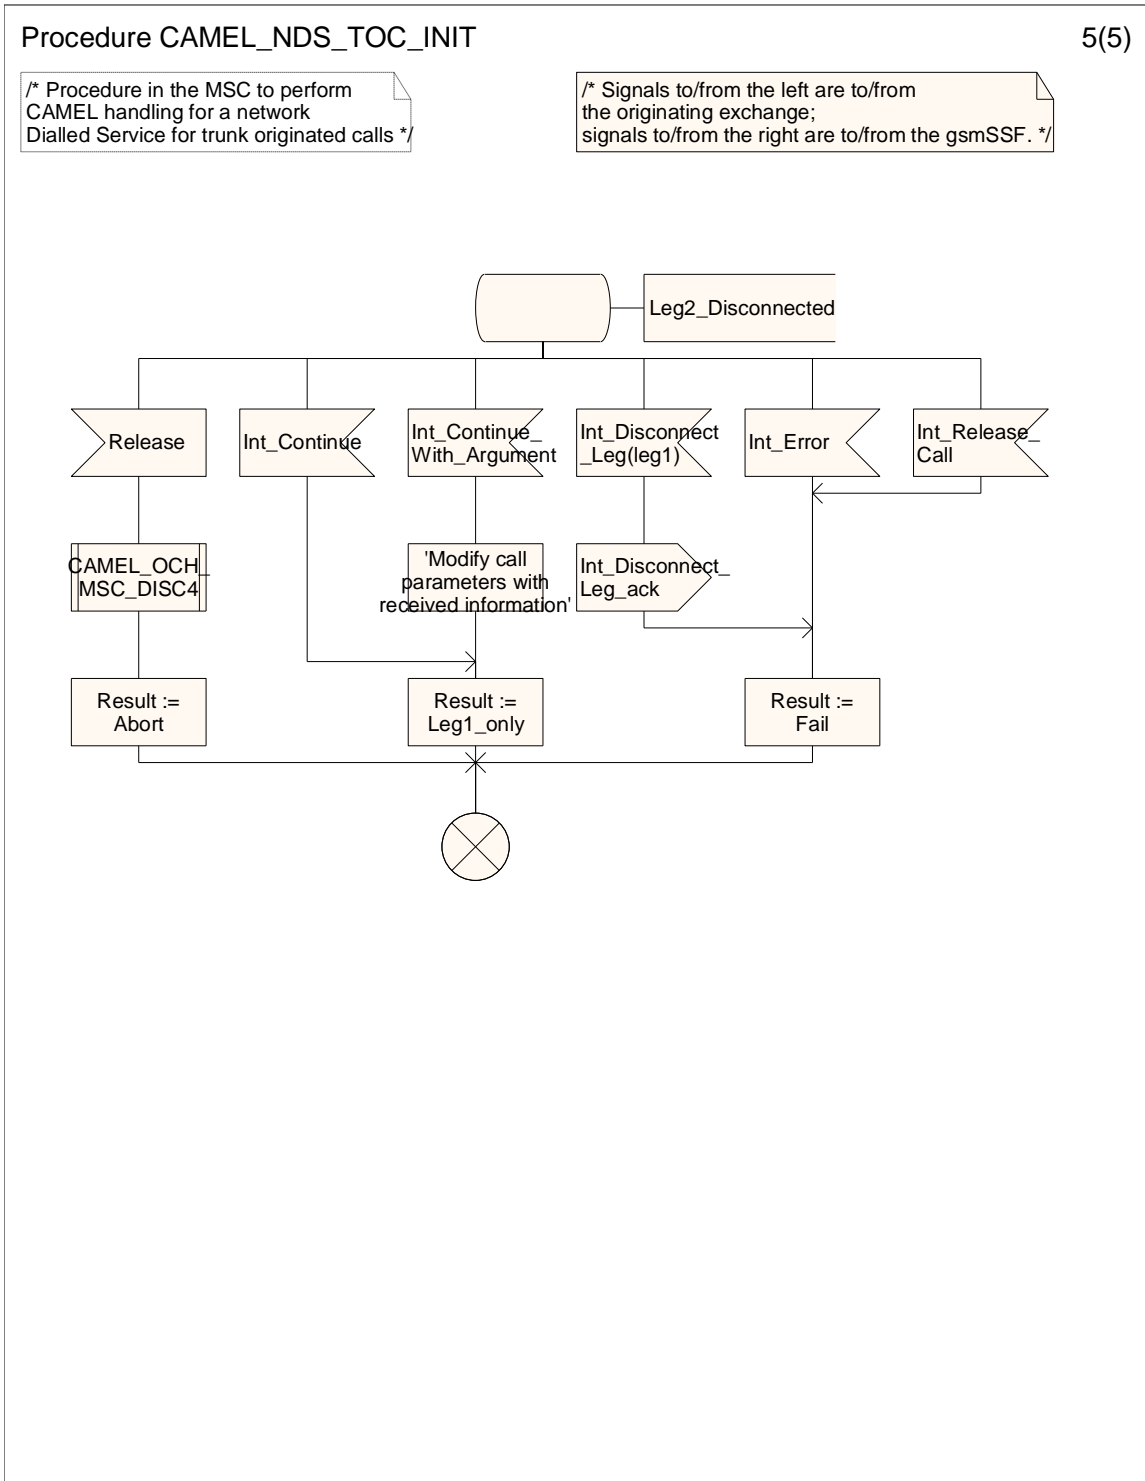 Procedure CAMEL_NDS_TOC_INIT
5(5)
/* Procedure in the MSC to perform
CAMEL handling for a network
Dialled Service for trunk originated calls */
/* Signals to/from the left are to/from
the originating exchange;
signals to/from the right are to/from the gsmSSF. */
Leg2_Disconnected
Release
Int_Continue
Int_Continue_
With_Argument
Int_Disconnect
_Leg(leg1)
Int_Error
Int_Release_
Call
CAMEL_OCH_
MSC_DISC4
'Modify call
parameters with
received information'
Int_Disconnect_
Leg_ack
Result :=
Abort
Result :=
Leg1_only
Result :=
Fail